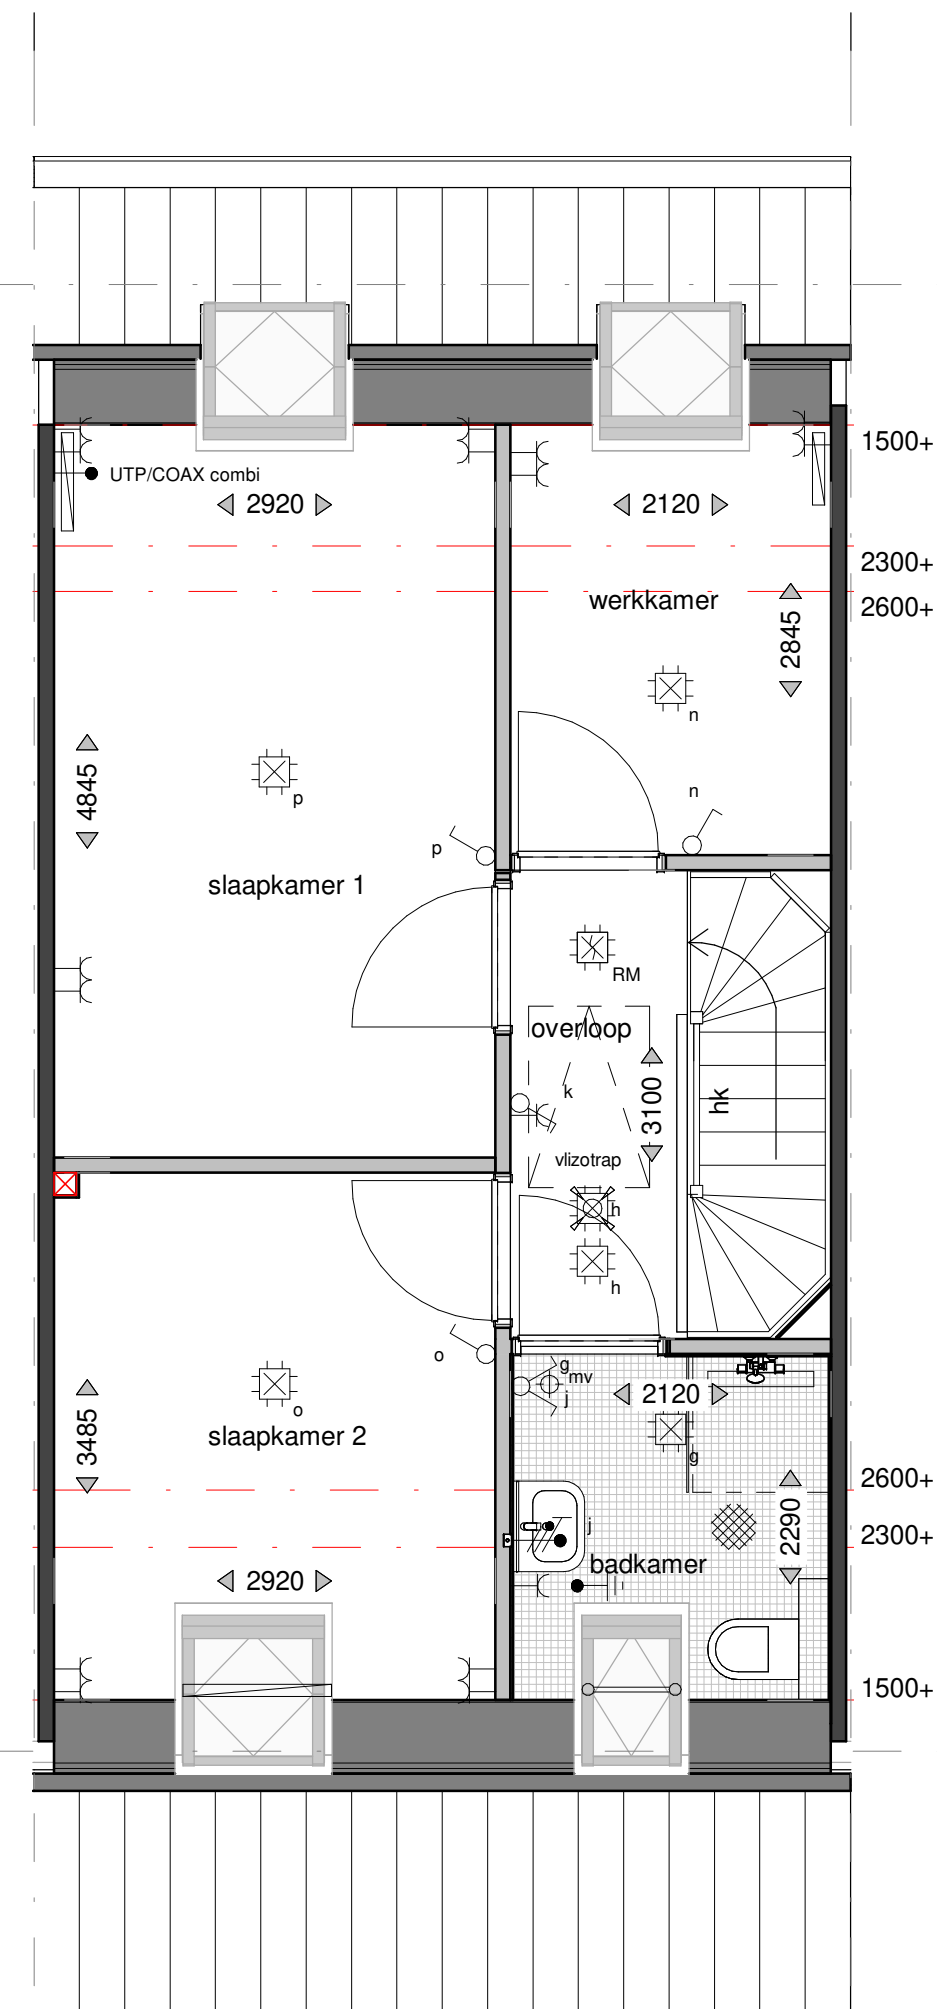 1500+
UTP/COAX combi
2920
2120
2300+
2600+
werkkamer
2845
n
4845
p
n
p
slaapkamer 1
RM
overloop
k
3100
hk
vlizotrap
h
h
o
g
mv
j
2120
o
slaapkamer 2
3485
g
2600+
j
2290
2300+
badkamer
2920
1500+